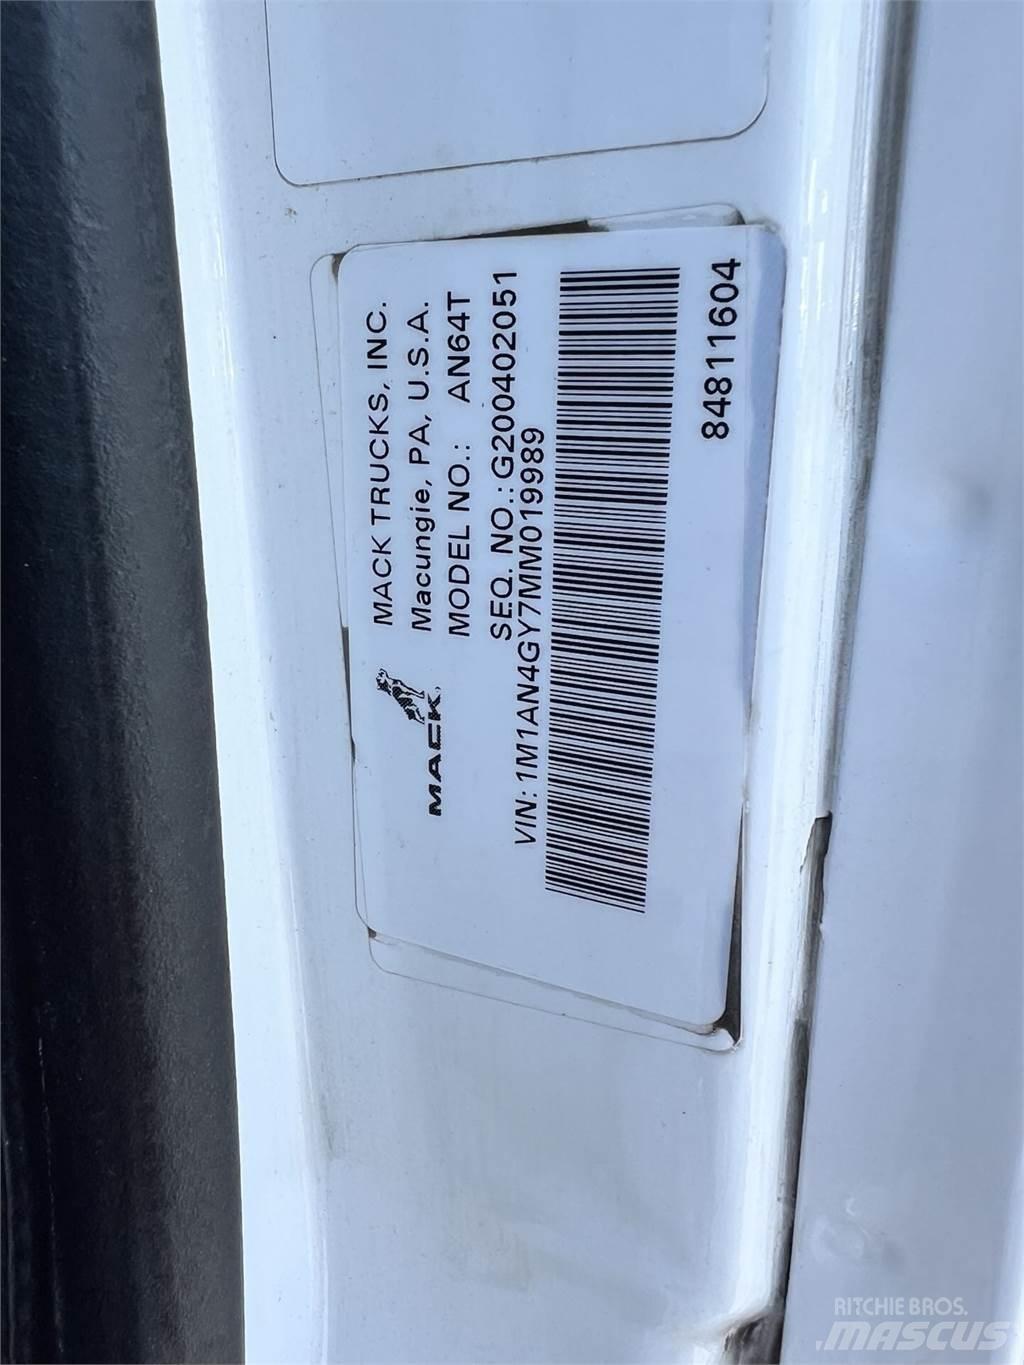 MACK
MACK TRUCKS, INC.
Macungie, PA, U.S.A.
MODEL NO.: AN64T
SEQ. NO.: G200402051
VIN: 1M1AN4GY7MM019989
84811604
RITCHIE BROS.
MASCUS